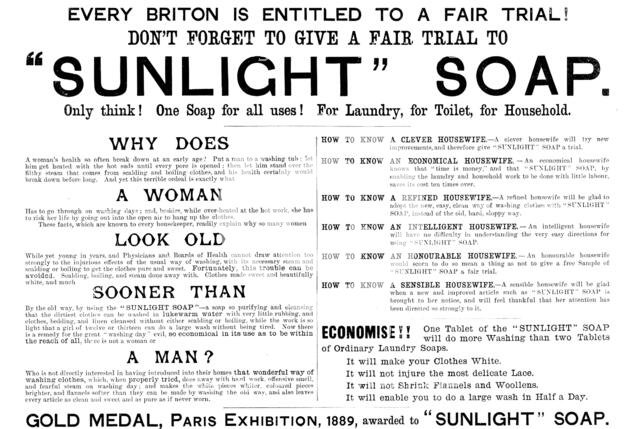 EVERY BRITON IS ENTITLED TO A FAIR TRIAL!
DON'T FORGET TO GIVE A FAIR TRIAL TO
"SUNLIGHT" SOAP.
Only think! One Soap for all uses! For Laundry, for Toilet, for Household.
WHY DOES
A woman's health so often break down at an early age? Put a man to a washing tub: let
him get heated with the hot suds until every pore is opened: then let him stand over the
filthy steam that comes from scalding and boiling clothes, and his health certainly would
break down before long. And yet this terrible ordeal is exactly what
A WOMAN
Has to go through on washing days; and, besides, while over-heated at the hot work, she has
to risk her life by going out into the open air to hang up the clothes.
These facts, which are known to every housekeeper, readily explain why so many women
LOOK OLD
While yet young in years, and Physicians and Boards of Health cannot draw attention too
strongly to the injurious effects of the usual way of washing, with its necessary steam and
scalding or boiling to get the clothes pure and sweet. Fortunately, this trouble can be
avoided. Scalding, boiling, and steam done away with. Clothes made sweet and beautifully
white, and much
SOONER THAN
By the old way, by using the "SUNLIGHT SOAP"—a soap so purifying and cleansing
that the dirtiest clothes can be washed in lukewarm water with very little rubbing, and
clothes, bedding, and linen cleansed without either scalding or boiling, while the work is so
light that a girl of twelve or thirteen can do a large wash without being tired. Now there
is a remedy for the great "washing day" evil, so economical in its use as to be within
the reach of all, there is not a woman or
A MAN?
Who is not directly interested in having introduced into their homes that wonderful way of
washing clothes, which, when properly tried, does away with hard work, offensive smell,
and fearful steam on washing day; and makes the white pieces whiter, coloured pieces
brighter, and flannels softer than they can be made by washing the old way, and also leaves
every article as clean and sweet and as pure as if never worn.
HOW TO KNOW A CLEVER HOUSEWIFE.—A clever housewife will try new
improvements, and therefore give "SUNLIGHT" SOAP a trial.
HOW TO KNOW AN ECONOMICAL HOUSEWIFE.—An economical housewife
knows that "time is money," and that "SUNLIGHT" SOAP, by
enabling the laundry and household work to be done with little labour,
saves its cost ten times over.
HOW TO KNOW A REFINED HOUSEWIFE.—A refined housewife will be glad to
adopt the new, easy, clean way of washing clothes with "SUNLIGHT"
SOAP, instead of the old, hard, sloppy way.
HOW TO KNOW AN INTELLIGENT HOUSEWIFE.—An intelligent housewife
will have no difficulty in understanding the very easy directions for
using "SUNLIGHT" SOAP.
HOW TO KNOW AN HONOURABLE HOUSEWIFE.—An honourable housewife
would scorn to do so mean a thing as not to give a free Sample of
"SUNLIGHT" SOAP a fair trial.
HOW TO KNOW A SENSIBLE HOUSEWIFE.—A sensible housewife will be glad
when a new and improved article such as "SUNLIGHT" SOAP is
brought to her notice, and will feel thankful that her attention has
been directed so strongly to it.
ECONOMISE!! One Tablet of the "SUNLIGHT" SOAP
will do more Washing than two Tablets
of Ordinary Laundry Soaps.
It will make your Clothes White.
It will not injure the most delicate Lace.
It will not Shrink Flannels and Woollens.
It will enable you to do a large wash in Half a Day.
GOLD MEDAL, PARIS EXHIBITION, 1889, awarded to "SUNLIGHT" SOAP.